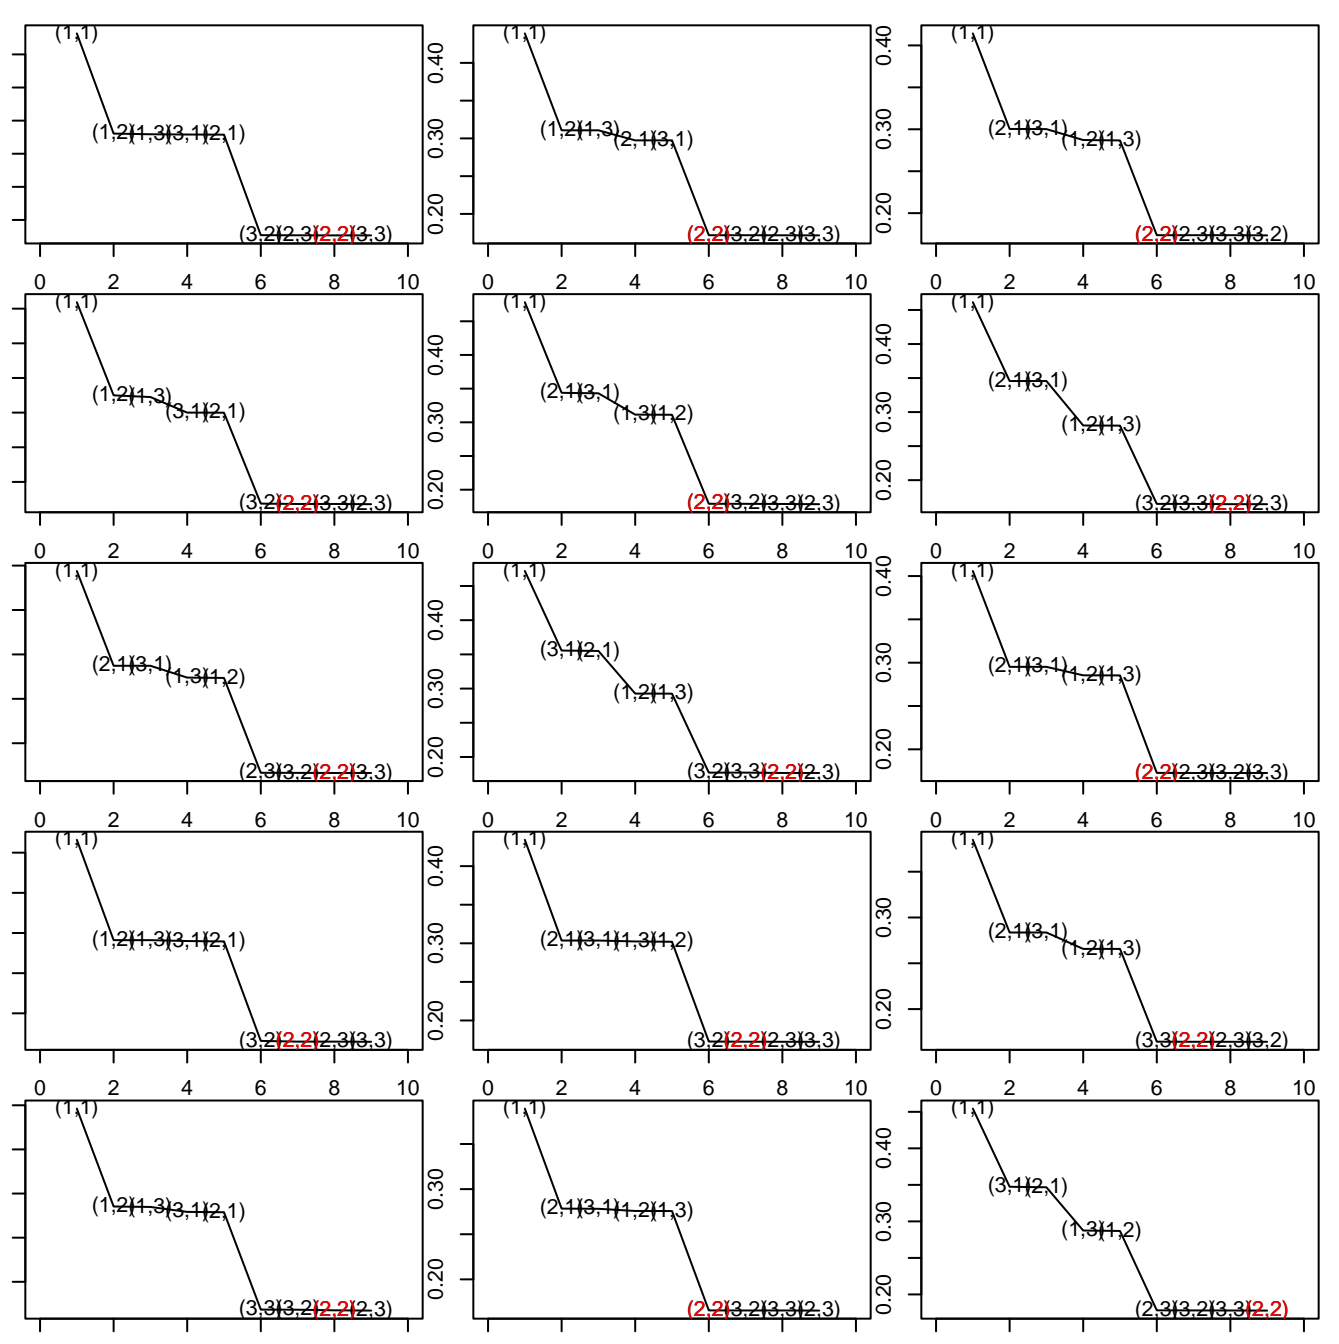 (1,1) (1,1) (1,1)
0.40 0.40
(1,2) (1,3) (3,1) (2,1) (1,2) (1,3) (2,1) (3,1) (2,1) (3,1) (1,2) (1,3)
0.30 0.30
0.20 0.20
(3,2) (2,3) (2,2) (3,3) (2,2) (3,2) (2,3) (3,3) (2,2) (2,3) (3,3) (3,2)
0 2 4 6 8 10 0 2 4 6 8 10 0 2 4 6 8 10
(1,1) (1,1) (1,1)
0.40 0.40
(1,2) (1,3) (3,1) (2,1) (2,1) (3,1) (1,3) (1,2) (2,1) (3,1) (1,2) (1,3)
0.30 0.30
0.20 0.20
(3,2) (2,2) (3,3) (2,3) (2,2) (3,2) (3,3) (2,3) (3,2) (3,3) (2,2) (2,3)
0 2 4 6 8 10 0 2 4 6 8 10 0 2 4 6 8 10
(1,1) (1,1) (1,1)
0.40 0.40
(2,1) (3,1) (1,3) (1,2) (3,1) (2,1) (1,2) (1,3) (2,1) (3,1) (1,2) (1,3)
0.30 0.30
0.20 0.20
(2,3) (3,2) (2,2) (3,3) (3,2) (3,3) (2,2) (2,3) (2,2) (2,3) (3,2) (3,3)
0 2 4 6 8 10 0 2 4 6 8 10 0 2 4 6 8 10
(1,1) (1,1) (1,1)
0.40
(1,2) (1,3) (3,1) (2,1) (2,1) (3,1) (1,3) (1,2) (2,1) (3,1) (1,2) (1,3)
0.30 0.30
0.20 0.20
(3,2) (2,2) (2,3) (3,3) (3,2) (2,2) (2,3) (3,3) (3,3) (2,2) (2,3) (3,2)
0 2 4 6 8 10 0 2 4 6 8 10 0 2 4 6 8 10
(1,1) (1,1) (1,1)
0.40
(1,2) (1,3) (3,1) (2,1) (2,1) (3,1) (1,2) (1,3) (3,1) (2,1) (1,3) (1,2)
0.30 0.30
0.20 0.20
(3,3) (3,2) (2,2) (2,3) (2,2) (3,2) (3,3) (2,3) (2,3) (3,2) (3,3) (2,2)